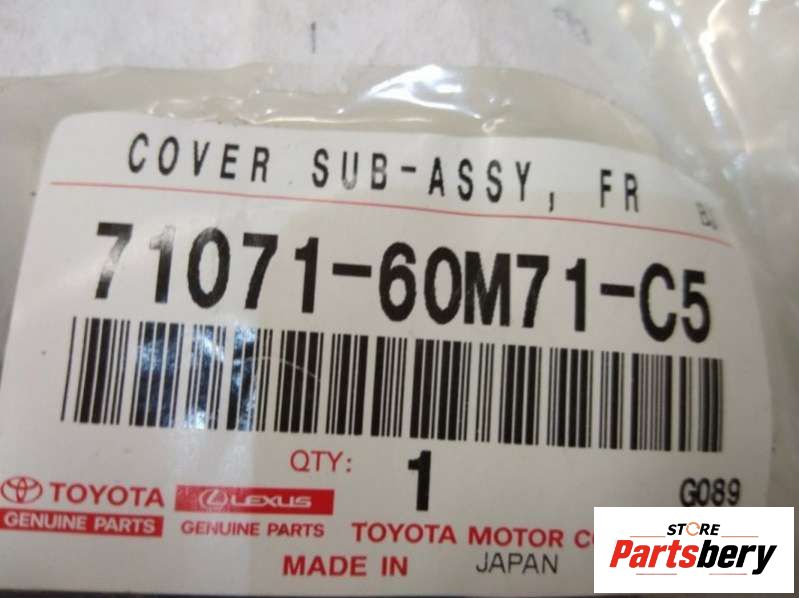 COVER SUB-ASSY, FR
71071-60M71-C5
QTY: 1
G089
TOYOTA
LEXUS
GENUINE PARTS
GENUINE PARTS
TOYOTA MOTOR CO
MADE IN JAPAN
STORE
Partsbery